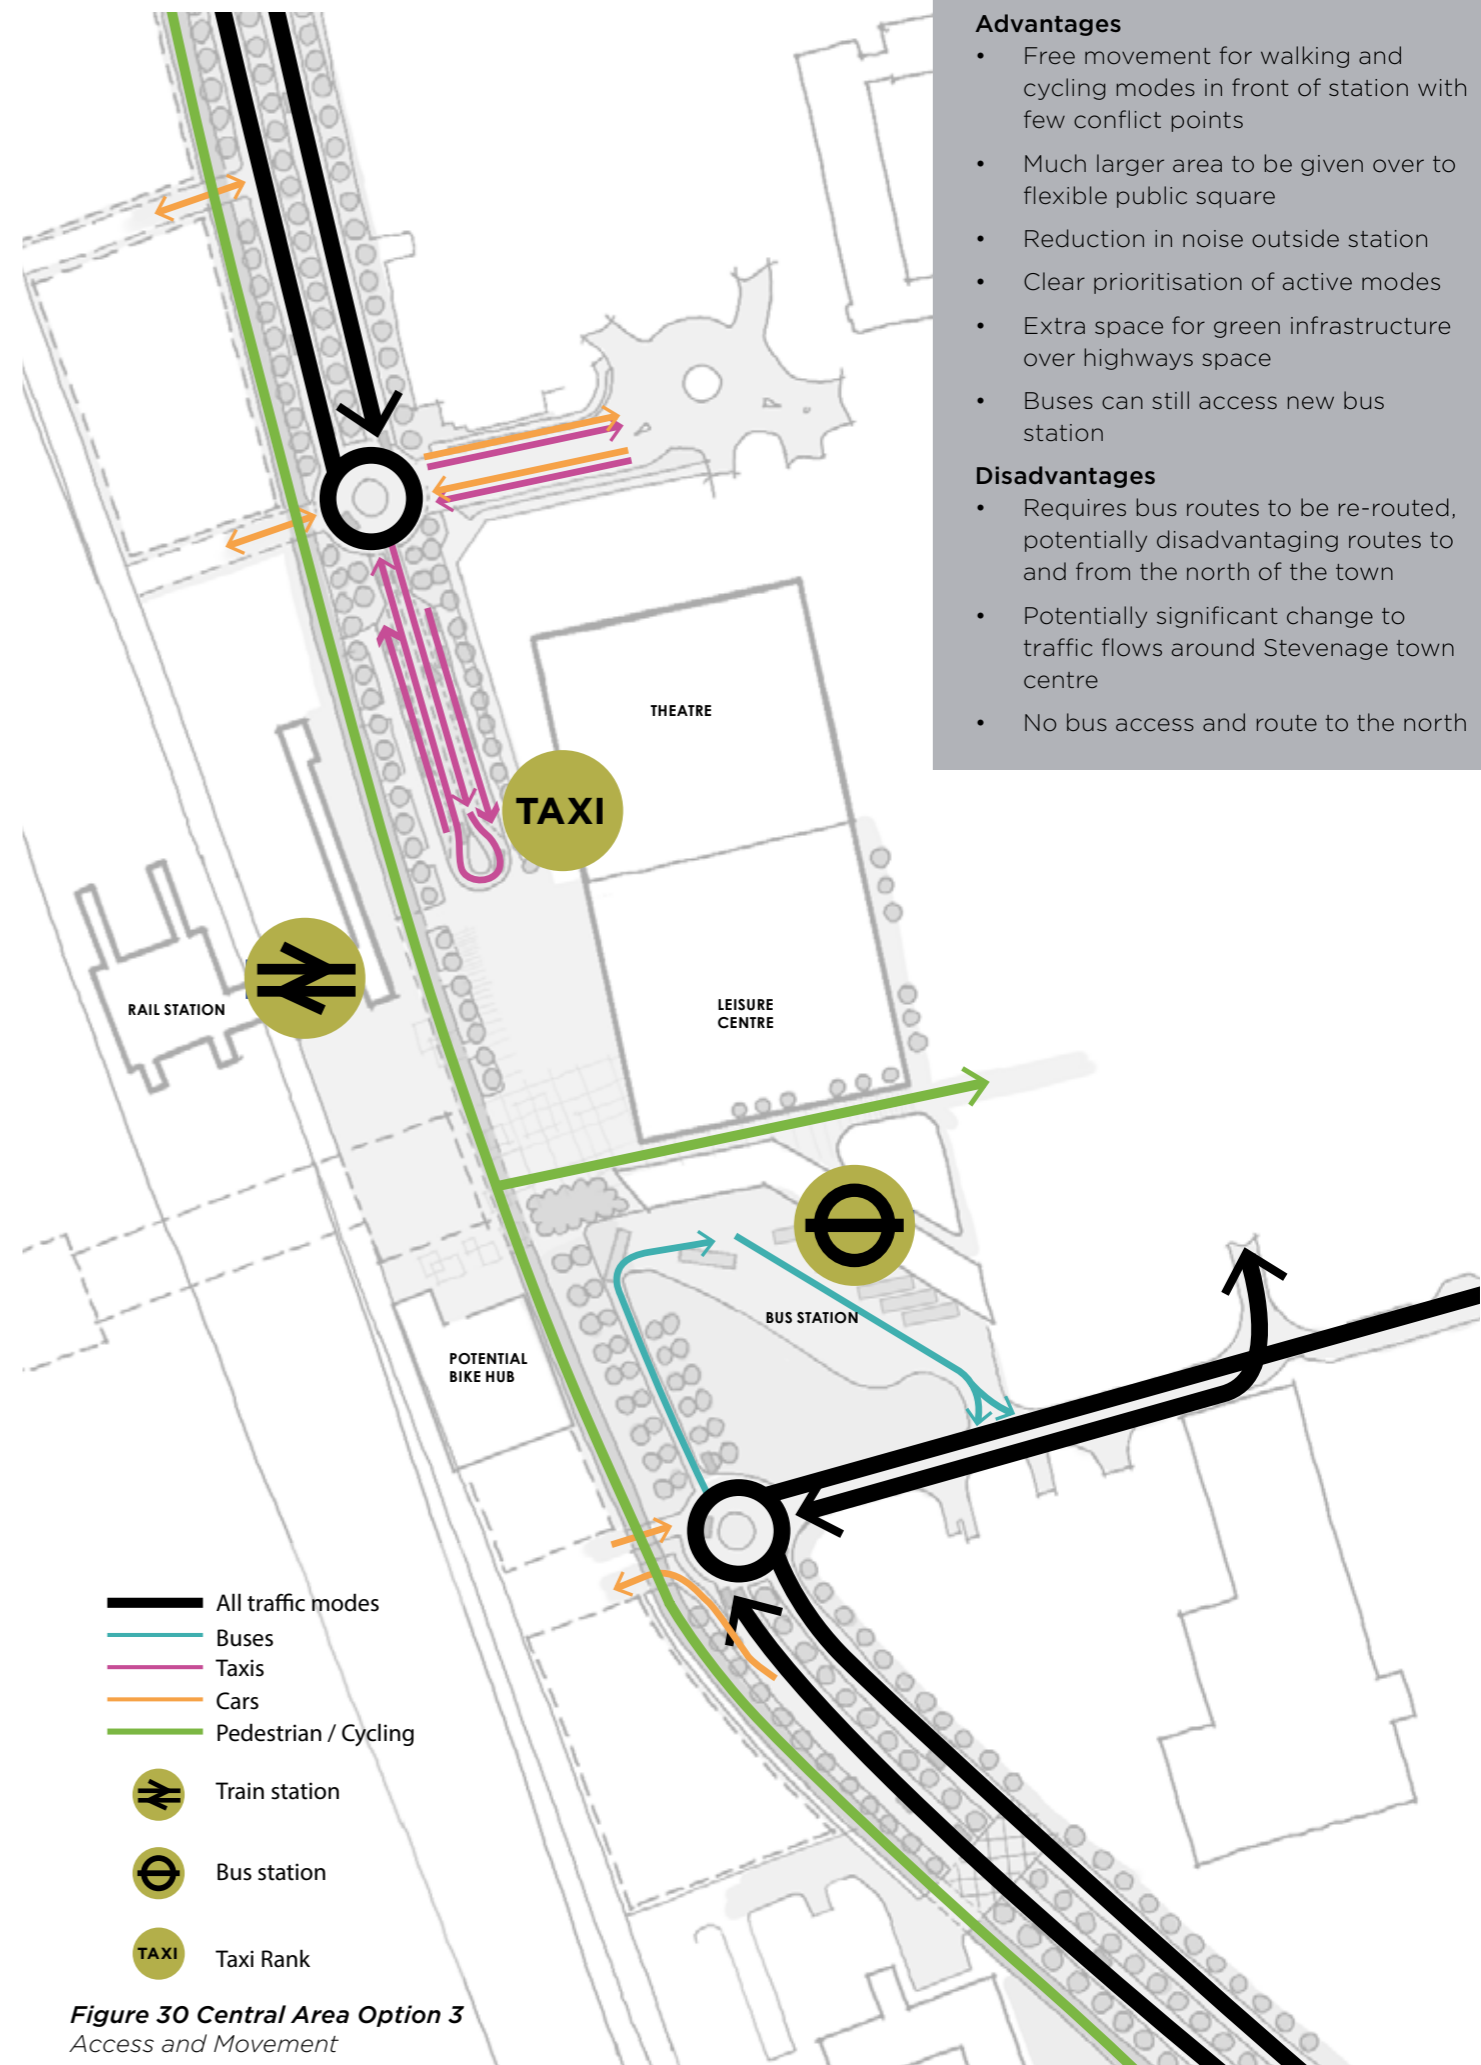 Advantages
• Free movement for walking and
cycling modes in front of station with
few conflict points
• Much larger area to be given over to
flexible public square
• Reduction in noise outside station
• Clear prioritisation of active modes
• Extra space for green infrastructure
over highways space
• Buses can still access new bus
station
Disadvantages
• Requires bus routes to be re-routed,
potentially disadvantaging routes to
and from the north of the town
• Potentially significant change to
traffic flows around Stevenage town
centre
• No bus access and route to the north
THEATRE
TAXI
RAIL STATION
LEISURE
CENTRE
BUS STATION
POTENTIAL
BIKE HUB
All traffic modes
Buses
Taxis
Cars
Pedestrian / Cycling
Train station
Bus station
TAXI Taxi Rank
Figure 30 Central Area Option 3
Access and Movement